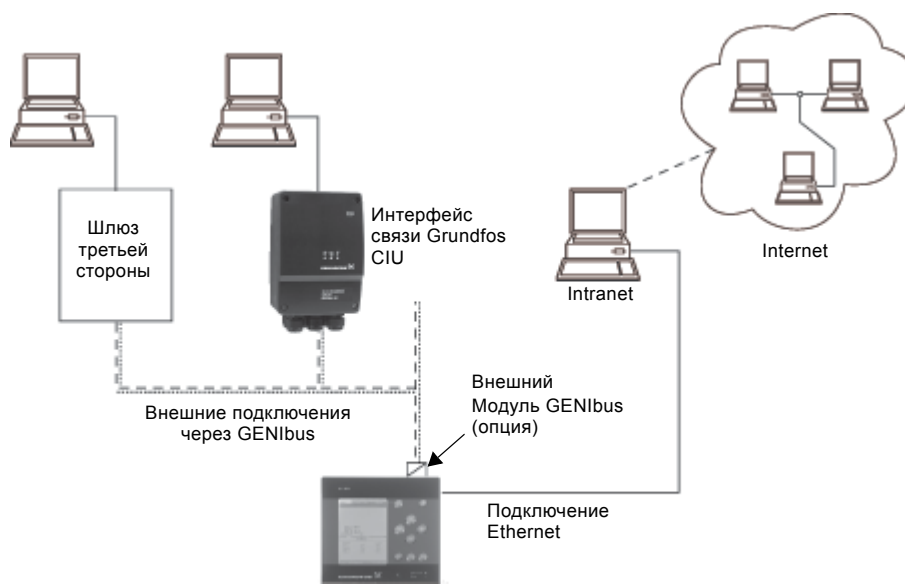 Шлюз
третьей
стороны
Интерфейс
связи Grundfos
CIU
Intranet
Internet
Внешние подключения
через GENIbus
Внешний
Модуль GENIbus
(опция)
Подключение
Ethernet